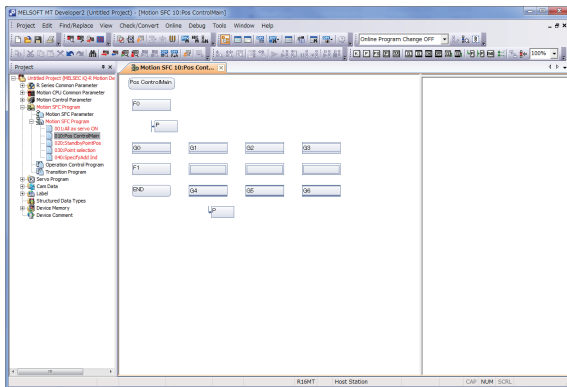 MELSOFT MT Developer2 (Untitled Project) - [Motion SFC 10:Pos ControlMain]
Project Edit Find/Replace View Check/Convert Online Debug Tools Window Help
Online Program Change OFF
100%
Project
Motion SFC 10:Pos Cont...
Untitled Project [MELSEC iQ-R Motion De
R Series Common Parameter
Motion CPU Common Parameter
Motion Control Parameter
Motion SFC Program
Motion SFC Parameter
Motion SFC Program
001:All ax servo ON
010:Pos ControlMain
020:StandbyPointPos
030:Point selection
040:SpecifyAdd.Ind
Operation Control Program
Transition Program
Servo Program
Cam Data
Label
Structured Data Types
Device Memory
Device Comment
Pos ControlMain
F0
P
G0 G1 G2 G3
F1
END G4 G5 G6
P
R16MT Host Station CAP NUM SCRL